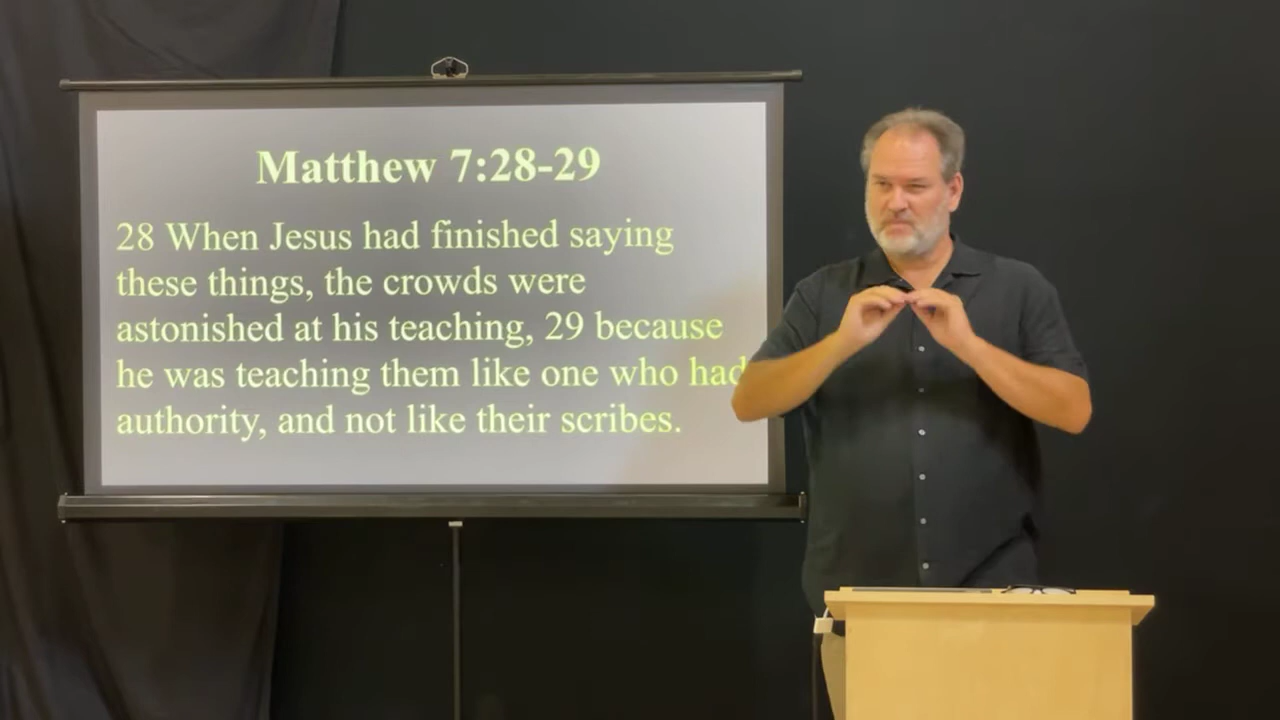 Matthew 7:28-29
28 When Jesus had finished saying
these things, the crowds were
astonished at his teaching, 29 because
he was teaching them like one who had
authority, and not like their scribes.